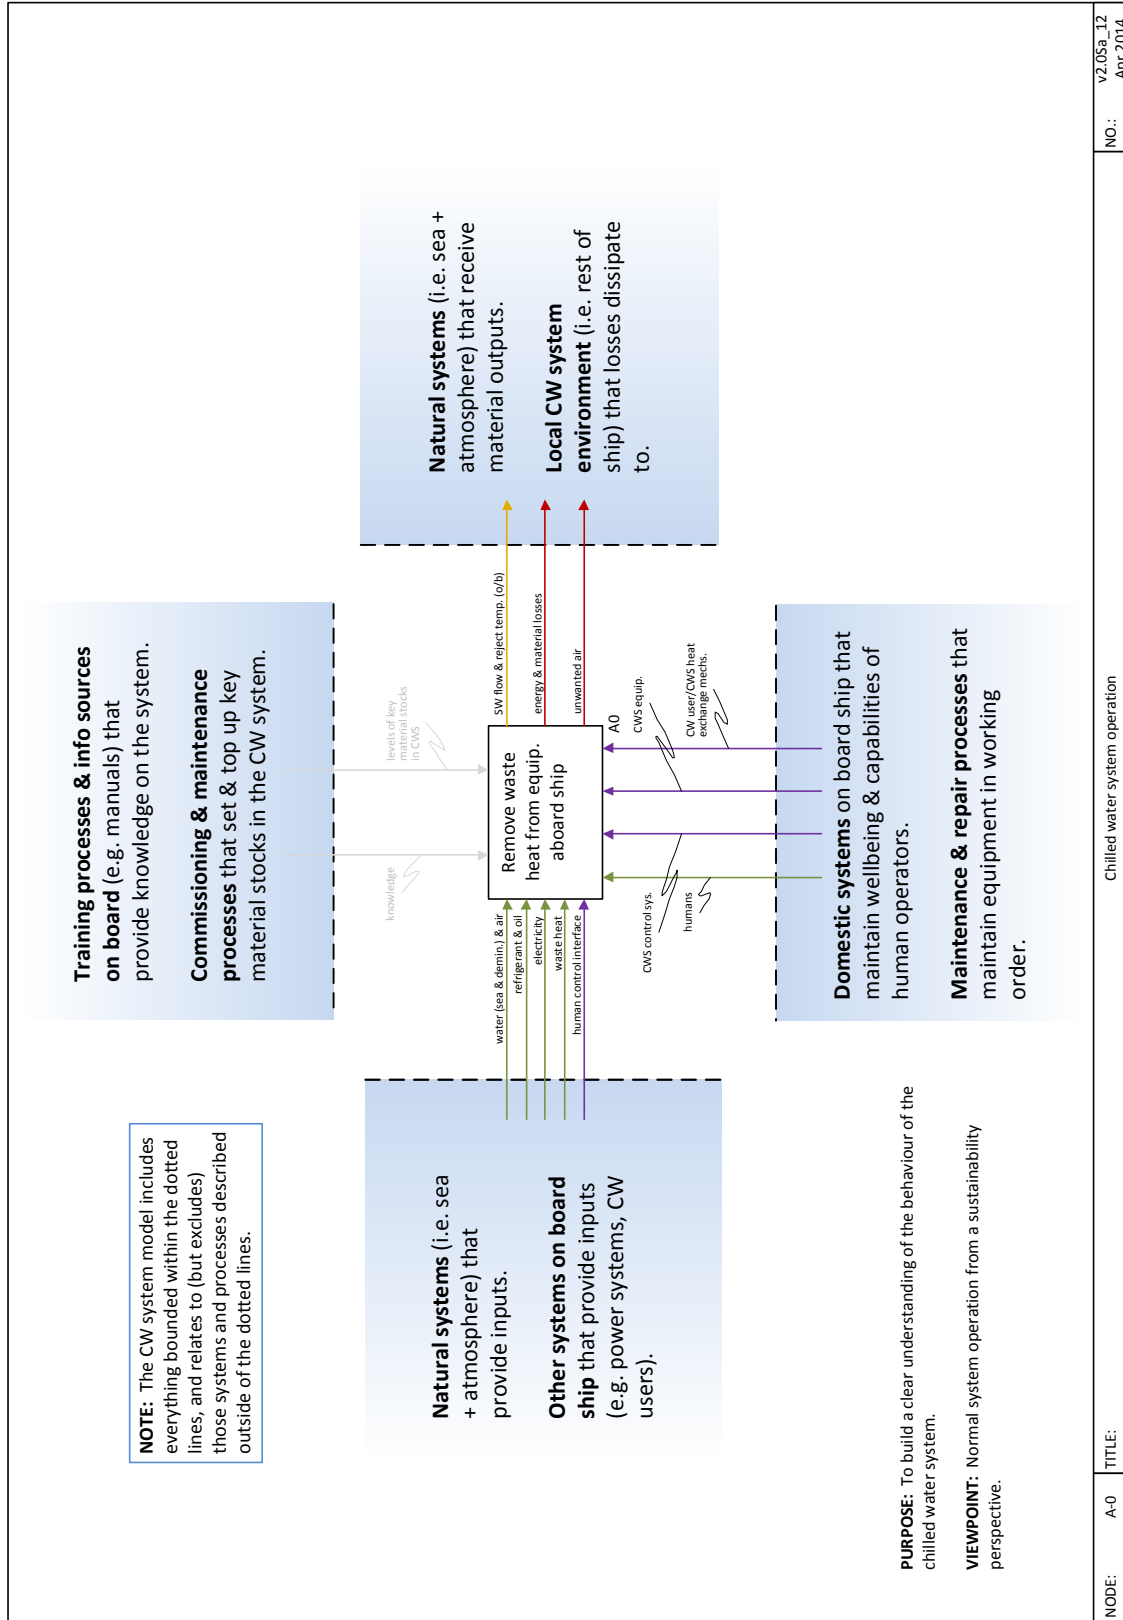 NOTE: The CW system model includes
everything bounded within the dotted
lines, and relates to (but excludes)
those systems and processes described
outside of the dotted lines.
Training processes & info sources
on board (e.g. manuals) that
provide knowledge on the system.
Commissioning & maintenance
processes that set & top up key
material stocks in the CW system.
knowledge
levels of key
material stocks
in CWS
Natural systems (i.e. sea
+ atmosphere) that
provide inputs.
Other systems on board
ship that provide inputs
(e.g. power systems, CW
users).
water (sea & demin.) & air
refrigerant & oil
electricity
waste heat
human control interface
Remove waste
heat from equip.
aboard ship
A0
SW flow & reject temp. (o/b)
energy & material losses
unwanted air
Natural systems (i.e. sea +
atmosphere) that receive
material outputs.
Local CW system
environment (i.e. rest of
ship) that losses dissipate
to.
CWS control sys.
humans
CWS equip.
CW user/CWS heat
exchange mechs.
Domestic systems on board ship that
maintain wellbeing & capabilities of
human operators.
Maintenance & repair processes that
maintain equipment in working
order.
PURPOSE: To build a clear understanding of the behaviour of the
chilled water system.
VIEWPOINT: Normal system operation from a sustainability
perspective.
NODE: A-0
TITLE: Chilled water system operation
NO.: v2.0Sa_12
Apr 2014